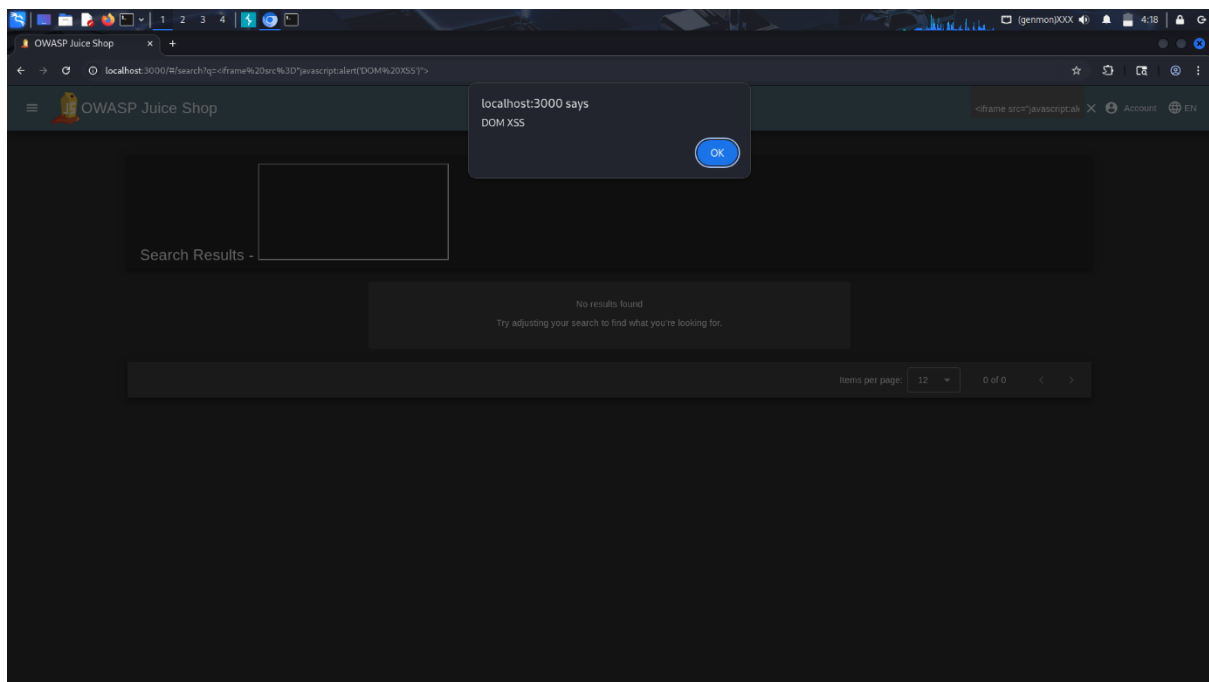 1 2 3 4 (genmon)XXX 4:18
OWASP Juice Shop
localhost:3000/#/search?q=<iframe%20src%3D"javascript:alert('DOM%20XSS')">
OWASP Juice Shop
<iframe src="javascript:ale
Account
EN
localhost:3000 says
DOM XSS
OK
Search Results -
No results found
Try adjusting your search to find what you're looking for.
Items per page: 12 0 of 0